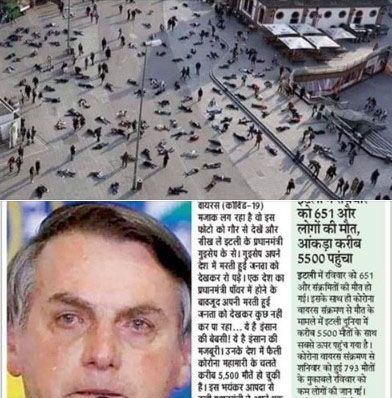 वायरस (कोविड-19)
मजाक लग रहा है वो इस
फोटो को गौर से देखें और
सीख लें इटली के प्रधानमंत्री
गुइसेप के से। गुइसेप अपने
देश में मरती हुई जनता को
देखकर रो पड़े। एक देश का
प्रधानमंत्री पॉवर में होने के
बावजूद अपनी मरती हुई
जनता को देखकर कुछ नहीं
कर पा रहा... ये है इंसान
की बेबसी! ये है इंसान की
मजबूरी। उनके देश में फैली
कोरोना महामारी के चलते
करीब 5,500 मौतें हो चुकी
है। इस भयंकर आपदा से
को 651 और
लोगों की मौत,
आंकड़ा करीब
5500 पहुंचा
इटली में रविवार को 651
और संक्रमितों की मौत हो
गई। इसके साथ ही कोरोना
वायरस संक्रमण से मौत के
मामले में इटली दुनिया में
करीब 5500 मौतों के साथ
सबसे ऊपर पहुंच गया है।
कोरोना वायरस संक्रमण से
शनिवार को हुई 793 मौतों
के मुकाबले रविवार को
कम लोगों की जान गई।